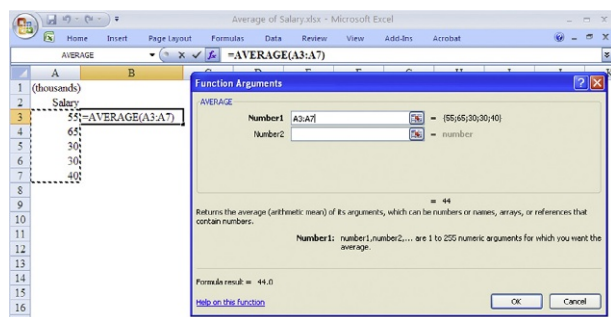 Average of Salary.xlsx - Microsoft Excel
Home Insert Page Layout Formulas Data Review View Add-Ins Acrobat
AVERAGE fx =AVERAGE(A3:A7)
A B
1 (thousands)
2 Salary
3 55 =AVERAGE(A3:A7)
4 65
5 30
6 30
7 40
8
9
10
11
12
13
14
15
16
Function Arguments
AVERAGE
Number1 A3:A7 = {55;65;30;30;40}
Number2 = number
= 44
Returns the average (arithmetic mean) of its arguments, which can be numbers or names, arrays, or references that
contain numbers.
Number1: number1,number2,... are 1 to 255 numeric arguments for which you want the
average.
Formula result = 44.0
Help on this function
OK Cancel